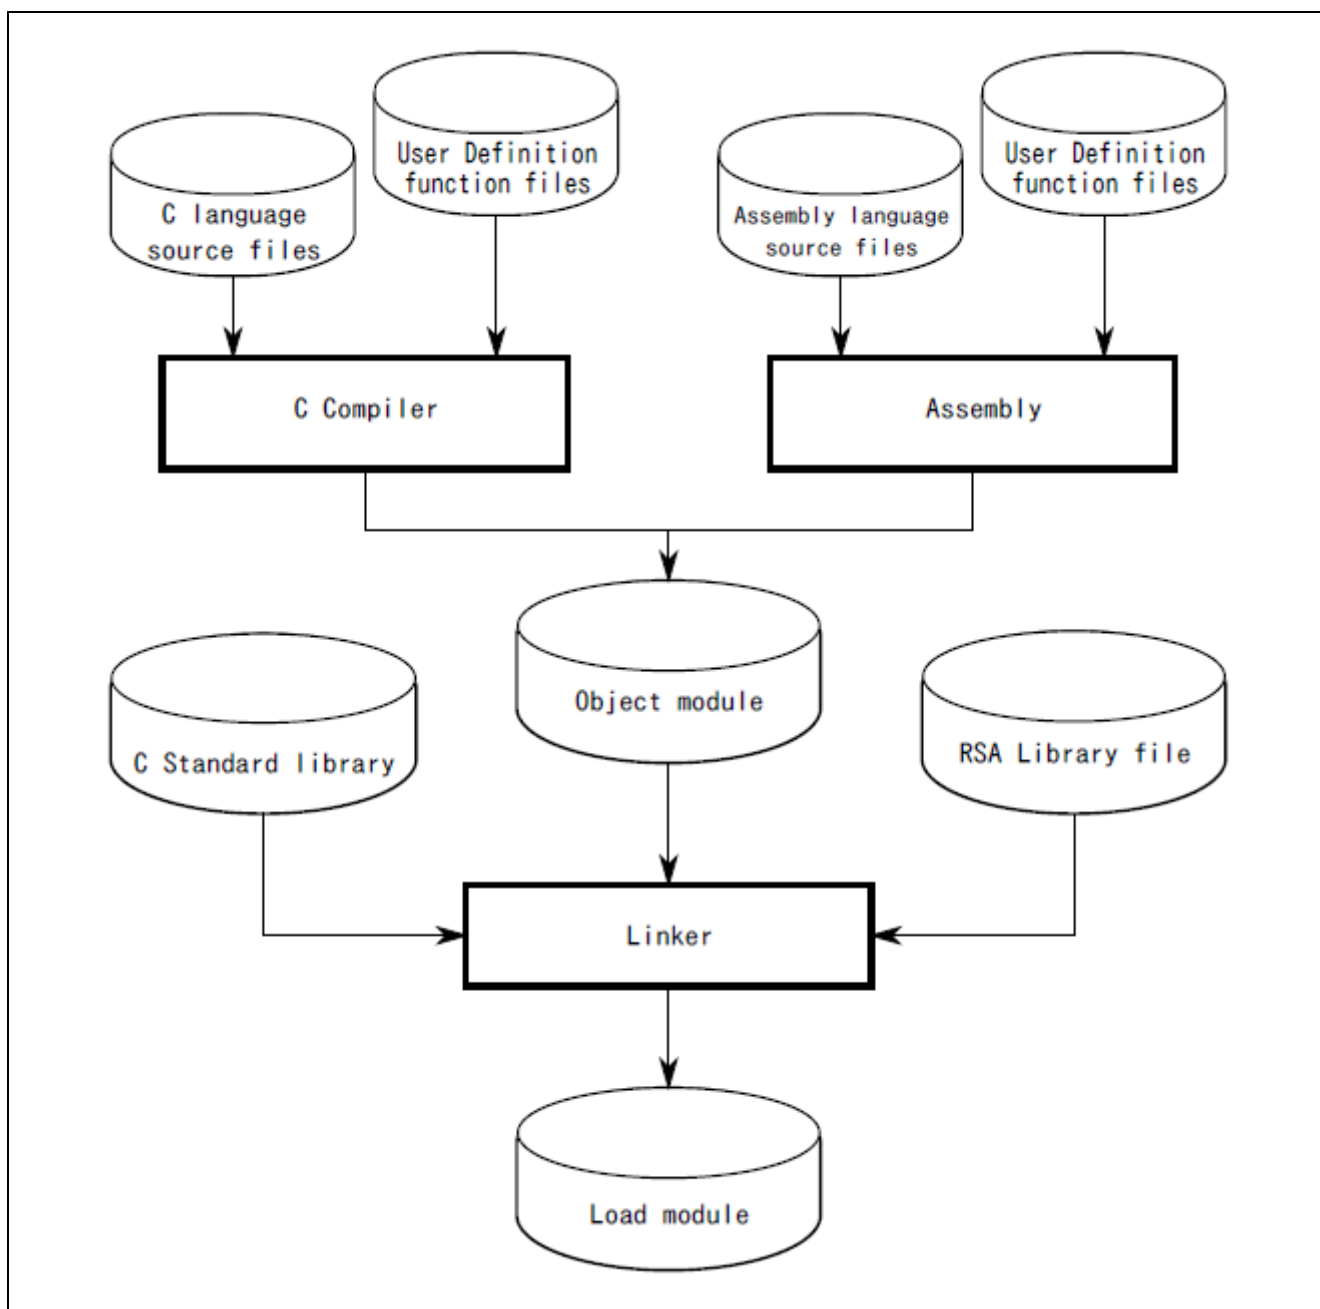 User Definition
function files
C language
source files
User Definition
function files
Assembly language
source files
C Compiler
Assembly
Object module
C Standard library
RSA Library file
Linker
Load module